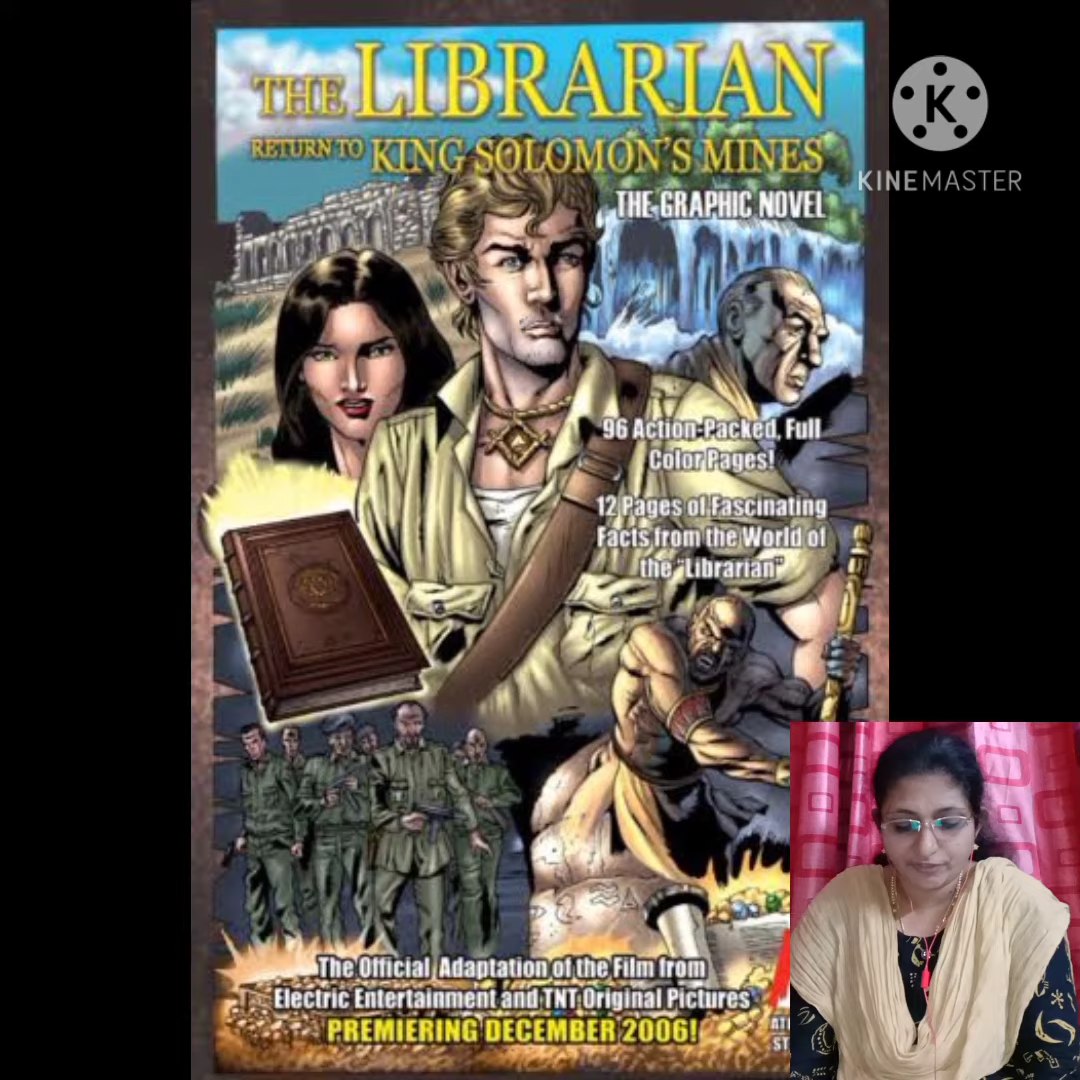 THE LIBRARIAN
RETURN TO KING SOLOMON'S MINES
THE GRAPHIC NOVEL
K
KINEMASTER
96 Action-Packed, Full
Color Pages!
12 Pages of Fascinating
Facts from the World of
the "Librarian"
The Official Adaptation of the Film from
Electric Entertainment and TNT Original Pictures
PREMIERING DECEMBER 2006!